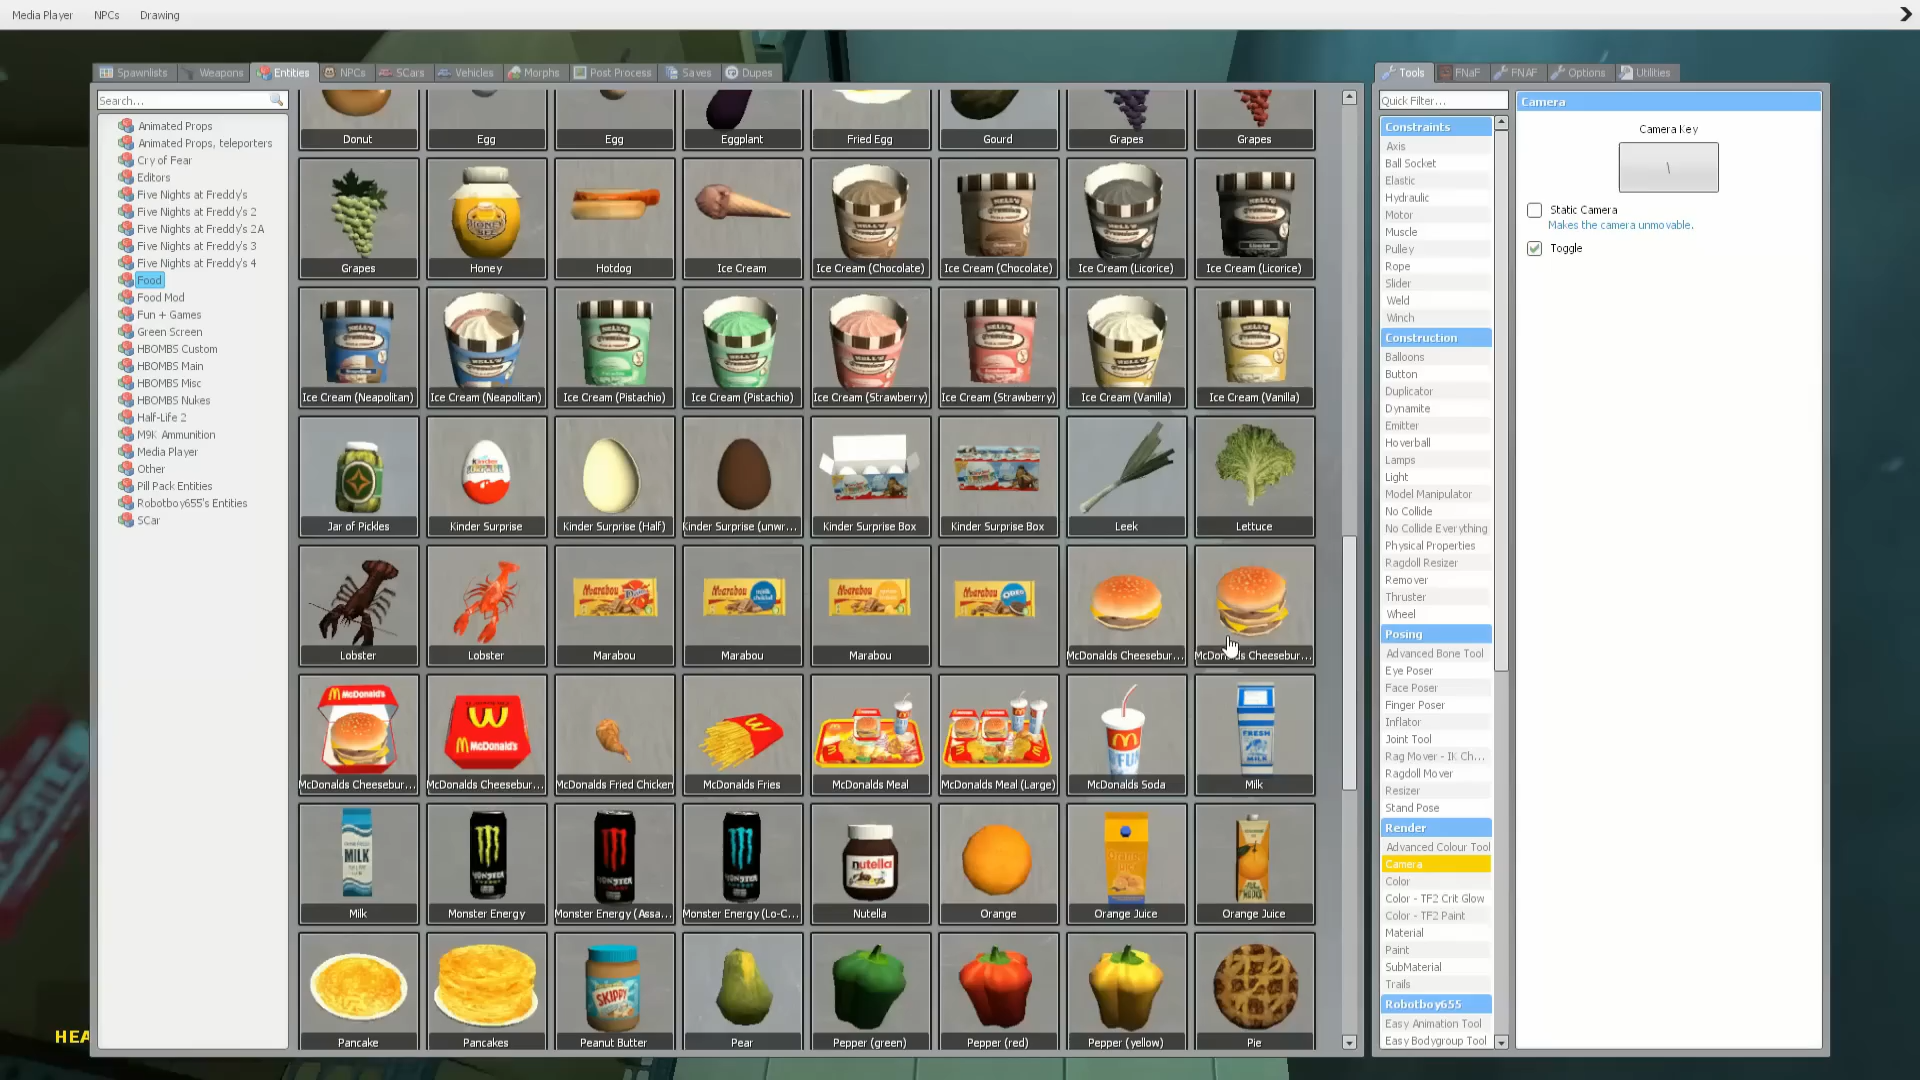 Media Player NPCs Drawing
Spawnlists Weapons Entities NPCs SCars Vehicles Morphs Post Process Saves Dupes
Search...
Animated Props
Animated Props, teleporters
Cry of Fear
Editors
Five Nights at Freddy's
Five Nights at Freddy's 2
Five Nights at Freddy's 2A
Five Nights at Freddy's 3
Five Nights at Freddy's 4
Food
Food Mod
Fun + Games
Green Screen
HBOMBS Custom
HBOMBS Main
HBOMBS Misc
HBOMBS Nukes
Half-Life 2
M9K Ammunition
Media Player
Other
Pill Pack Entities
Robotboy655's Entities
SCar
Donut Egg Egg Eggplant Fried Egg Gourd Grapes Grapes
Grapes Honey Hotdog Ice Cream Ice Cream (Chocolate) Ice Cream (Chocolate) Ice Cream (Licorice) Ice Cream (Licorice)
Ice Cream (Neapolitan) Ice Cream (Neapolitan) Ice Cream (Pistachio) Ice Cream (Pistachio) Ice Cream (Strawberry) Ice Cream (Strawberry) Ice Cream (Vanilla) Ice Cream (Vanilla)
Jar of Pickles Kinder Surprise Kinder Surprise (Half) Kinder Surprise (unwr... Kinder Surprise Box Kinder Surprise Box Leek Lettuce
Lobster Lobster Marabou Marabou Marabou McDonalds Cheesebur... McDonalds Cheesebur...
McDonalds Cheesebur... McDonalds Cheesebur... McDonalds Fried Chicken McDonalds Fries McDonalds Meal McDonalds Meal (Large) McDonalds Soda Milk
Milk Monster Energy Monster Energy (Assa... Monster Energy (Lo-C... Nutella Orange Orange Juice Orange Juice
Pancake Pancakes Peanut Butter Pear Pepper (green) Pepper (red) Pepper (yellow) Pie
HEA
Tools FNaF FNAF Options Utilities
Quick Filter...
Constraints
Axis
Ball Socket
Elastic
Hydraulic
Motor
Muscle
Pulley
Rope
Slider
Weld
Winch
Construction
Balloons
Button
Duplicator
Dynamite
Emitter
Hoverball
Lamps
Light
Model Manipulator
No Collide
No Collide Everything
Physical Properties
Ragdoll Resizer
Remover
Thruster
Wheel
Posing
Advanced Bone Tool
Eye Poser
Face Poser
Finger Poser
Inflator
Joint Tool
Rag Mover - IK Ch...
Ragdoll Mover
Resizer
Stand Pose
Render
Advanced Colour Tool
Camera
Color
Color - TF2 Crit Glow
Color - TF2 Paint
Material
Paint
SubMaterial
Trails
Robotboy655
Easy Animation Tool
Easy Bodygroup Tool
Camera
Camera Key
\
Static Camera
Makes the camera unmovable.
Toggle